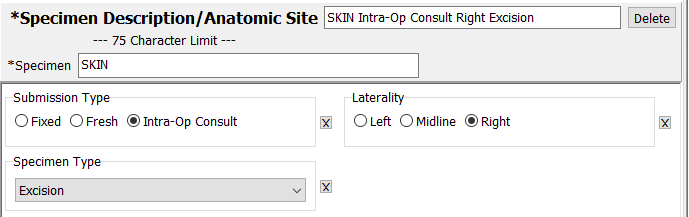 *Specimen Description/Anatomic Site SKIN Intra-Op Consult Right Excision Delete
--- 75 Character Limit ---
*Specimen SKIN
Submission Type Laterality
Fixed Fresh Intra-Op Consult X Left Midline Right X
Specimen Type
Excision X